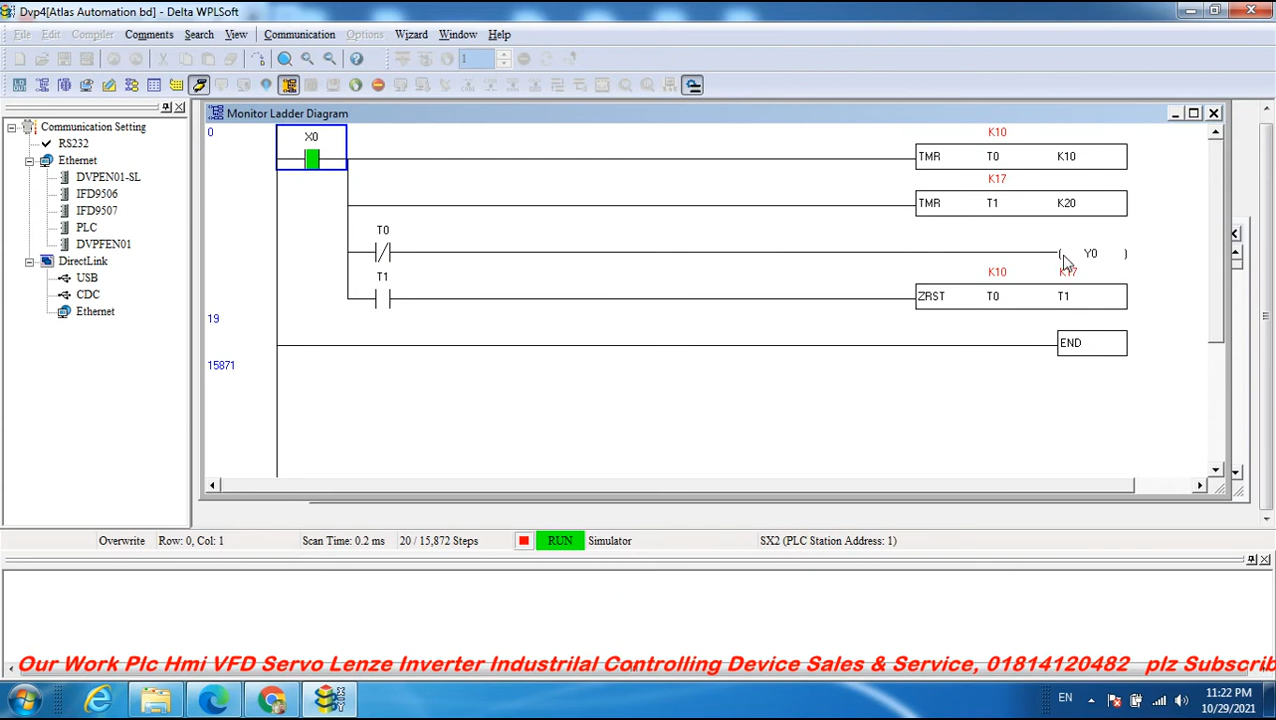 Dvp4[Atlas Automation bd] - Delta WPLSoft
File Edit Compiler Comments Search View Communication Options Wizard Window Help
1
Communication Setting
RS232
Ethernet
DVPEN01-SL
IFD9506
IFD9507
PLC
DVPFEN01
DirectLink
USB
CDC
Ethernet
Monitor Ladder Diagram
0
X0
K10
TMR T0 K10
K17
TMR T1 K20
T0
Y0
T1
K10 K17
ZRST T0 T1
19
END
15871
Overwrite Row: 0, Col: 1 Scan Time: 0.2 ms 20 / 15,872 Steps RUN Simulator SX2 (PLC Station Address: 1)
Our Work Plc Hmi VFD Servo Lenze Inverter Industrilal Controlling Device Sales & Service, 01814120482 plz Subscrib
EN
11:22 PM
10/29/2021